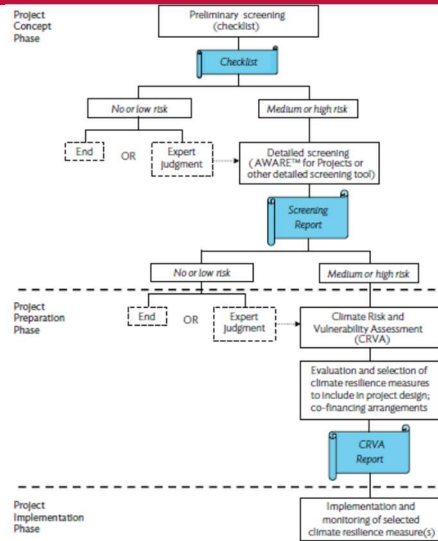 Project
Concept
Phase
Preliminary screening
(checklist)
Checklist
No or low risk
Medium or high risk
End
OR
Expert
judgment
Detailed screening
(AWARE™ for Projects or
other detailed screening tool)
Screening
Report
No or low risk
Medium or high risk
Project
Preparation
Phase
End
OR
Expert
judgment
Climate Risk and
Vulnerability Assessment
(CRVA)
Evaluation and selection of
climate resilience measures
to include in project design;
co-financing arrangements
CRVA
Report
Project
Implementation
Phase
Implementation and
monitoring of selected
climate resilience measure(s)